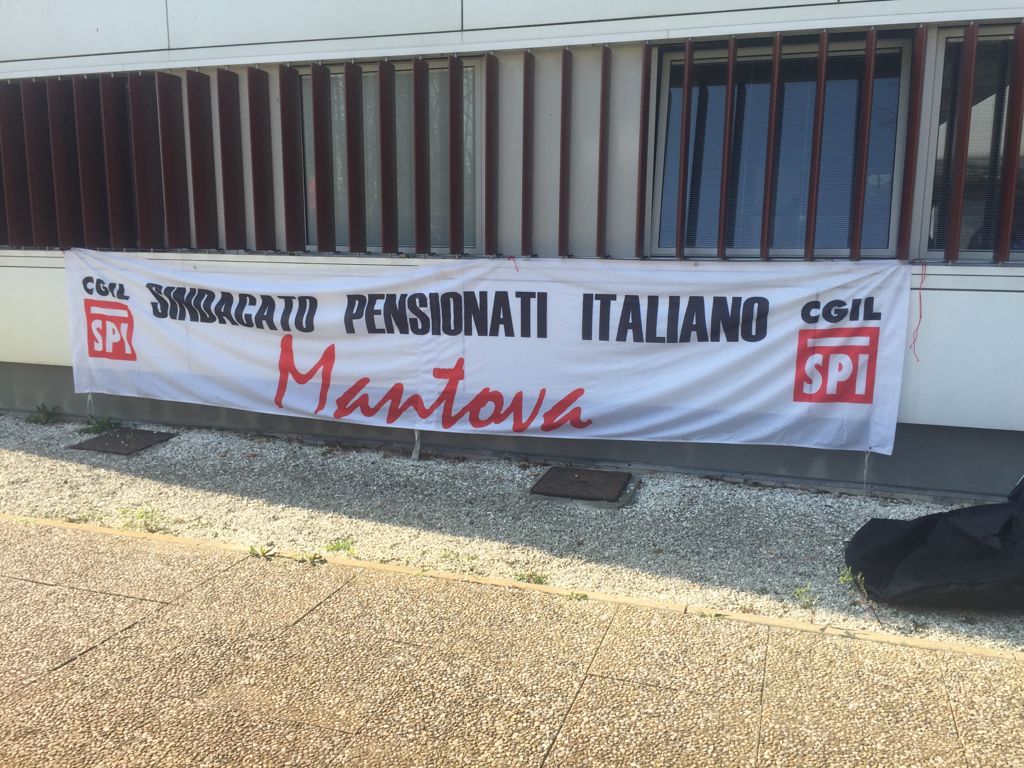 CGIL
SPI
SINDACATO PENSIONATI ITALIANO
Mantova
CGIL
SPI